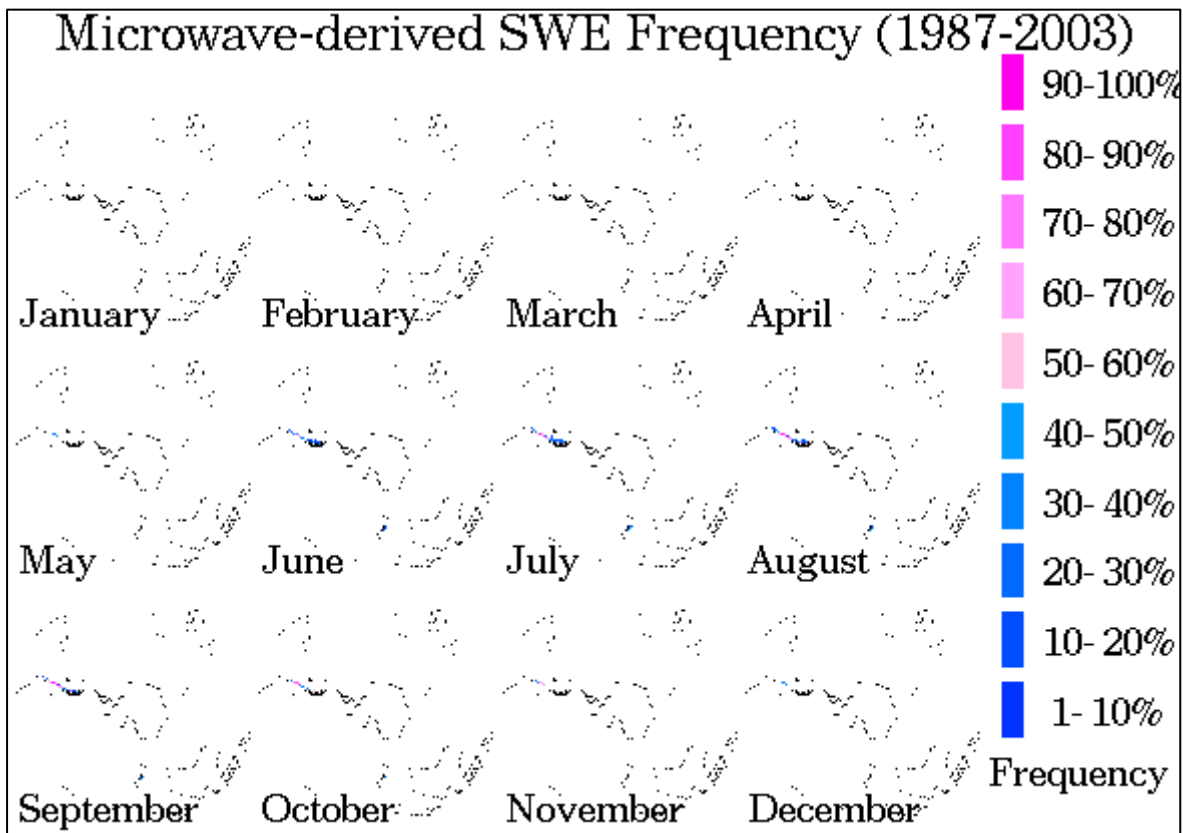 Microwave-derived SWE Frequency (1987-2003)
90-100%
80-90%
70-80%
60-70%
50-60%
40-50%
30-40%
20-30%
10-20%
1-10%
Frequency
January
February
March
April
May
June
July
August
September
October
November
December